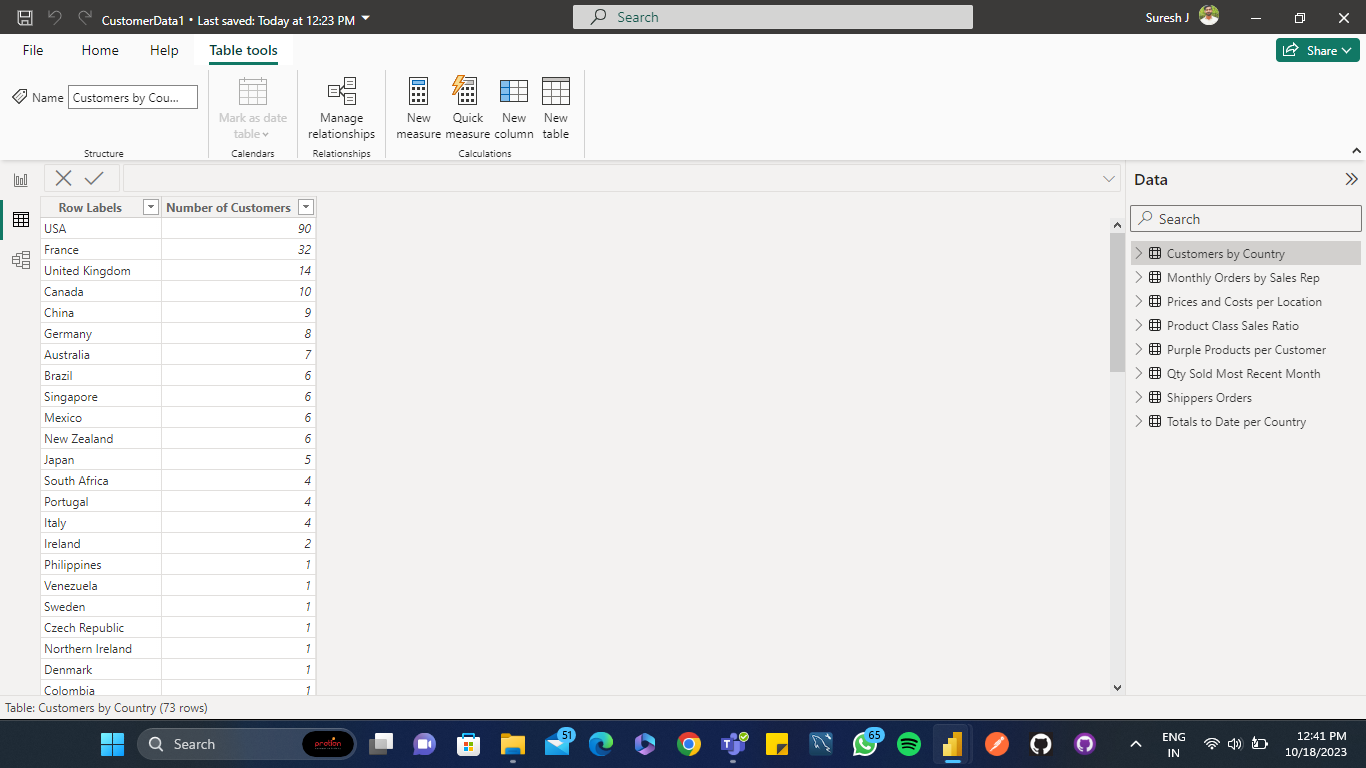 CustomerData1 • Last saved: Today at 12:23 PM
Search
Suresh J
File Home Help Table tools
Share
Name Customers by Cou...
Mark as date table
Manage relationships
New measure
Quick measure
New column
New table
Structure
Calendars
Relationships
Calculations
Row Labels Number of Customers
USA 90
France 32
United Kingdom 14
Canada 10
China 9
Germany 8
Australia 7
Brazil 6
Singapore 6
Mexico 6
New Zealand 6
Japan 5
South Africa 4
Portugal 4
Italy 4
Ireland 2
Philippines 1
Venezuela 1
Sweden 1
Czech Republic 1
Northern Ireland 1
Denmark 1
Colombia 1
Data
Search
Customers by Country
Monthly Orders by Sales Rep
Prices and Costs per Location
Product Class Sales Ratio
Purple Products per Customer
Qty Sold Most Recent Month
Shippers Orders
Totals to Date per Country
Table: Customers by Country (73 rows)
Search
51
65
ENG
IN
12:41 PM
10/18/2023